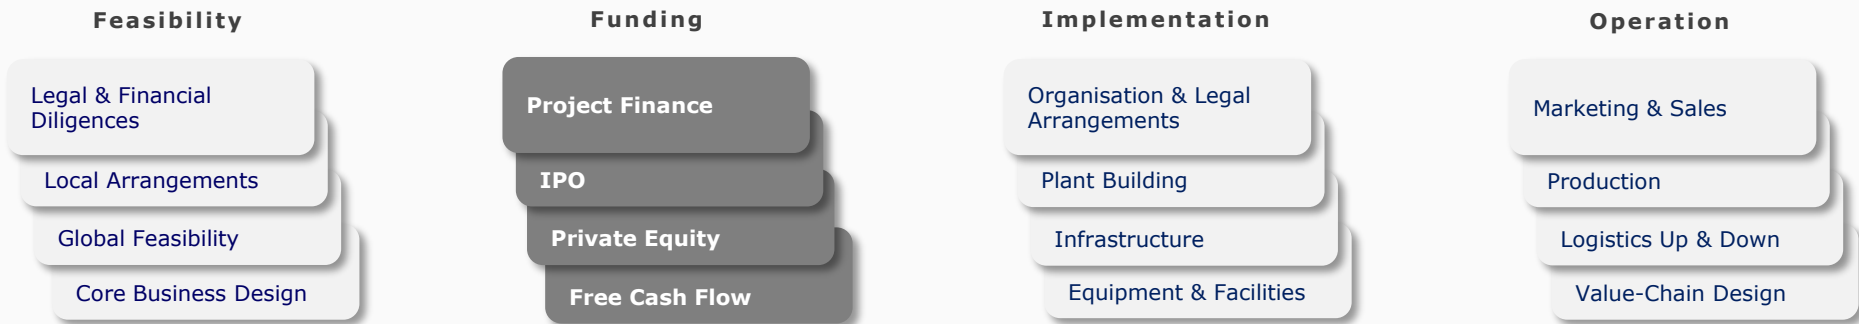 Feasibility
Legal & Financial
Diligences
Local Arrangements
Global Feasibility
Core Business Design
Funding
Project Finance
IPO
Private Equity
Free Cash Flow
Implementation
Organisation & Legal
Arrangements
Plant Building
Infrastructure
Equipment & Facilities
Operation
Marketing & Sales
Production
Logistics Up & Down
Value-Chain Design